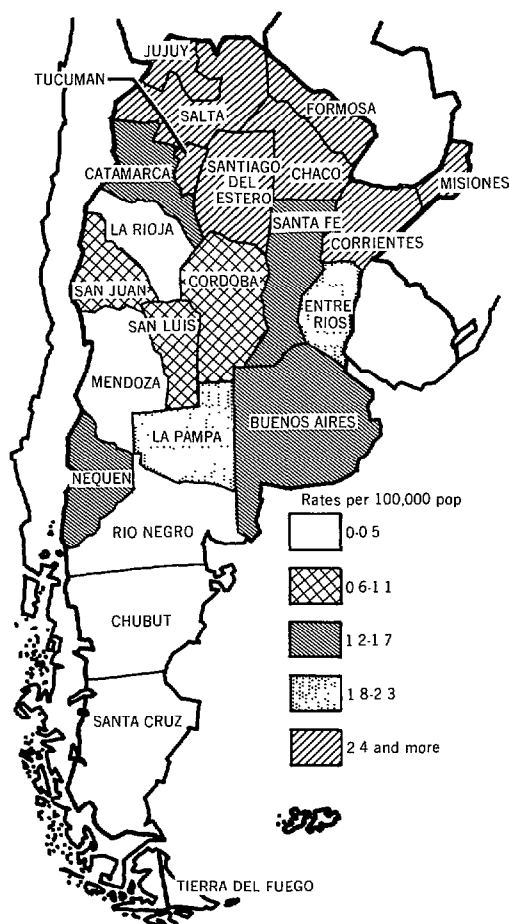 JUJUY
TUCUMAN
SALTA
FORMOSA
CATAMARCA
SANTIAGO
DEL
ESTERO
CHACO
MISIONES
LA RIOJA
SANTA FE
CORRIENTES
SAN JUAN
CORDOBA
SAN LUIS
ENTRE
RIOS
MENDOZA
BUENOS AIRES
LA PAMPA
NEQUEN
RIO NEGRO
CHUBUT
SANTA CRUZ
TIERRA DEL FUEGO
Rates per 100,000 pop
0-0 5
0 6-1 1
1 2-1 7
1 8-2 3
2 4 and more